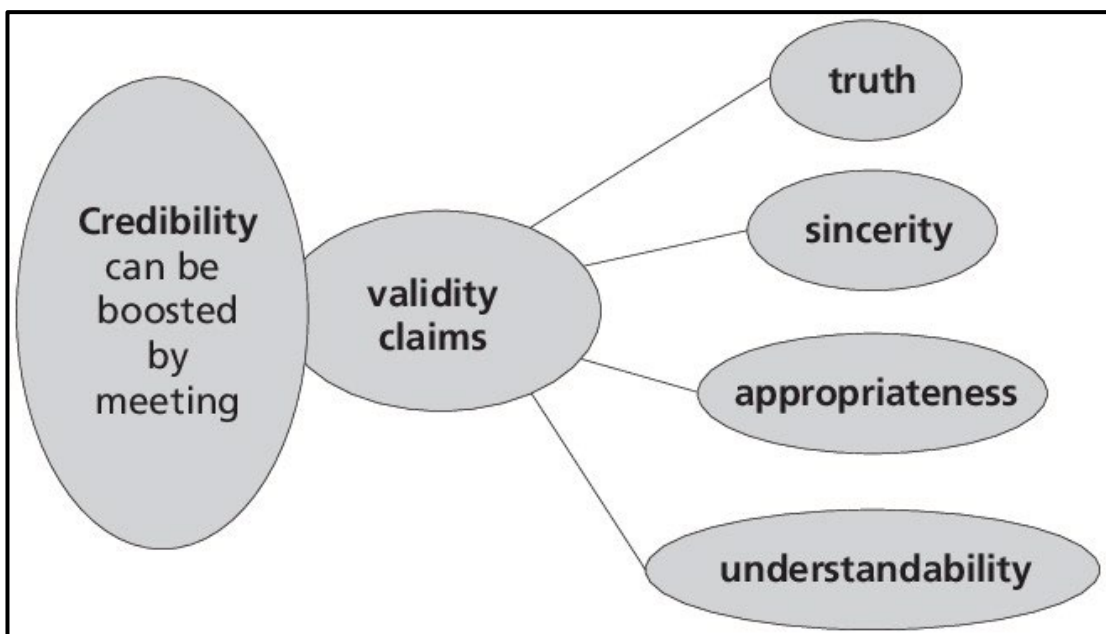 Credibility
can be
boosted
by
meeting
validity
claims
truth
sincerity
appropriateness
understandability